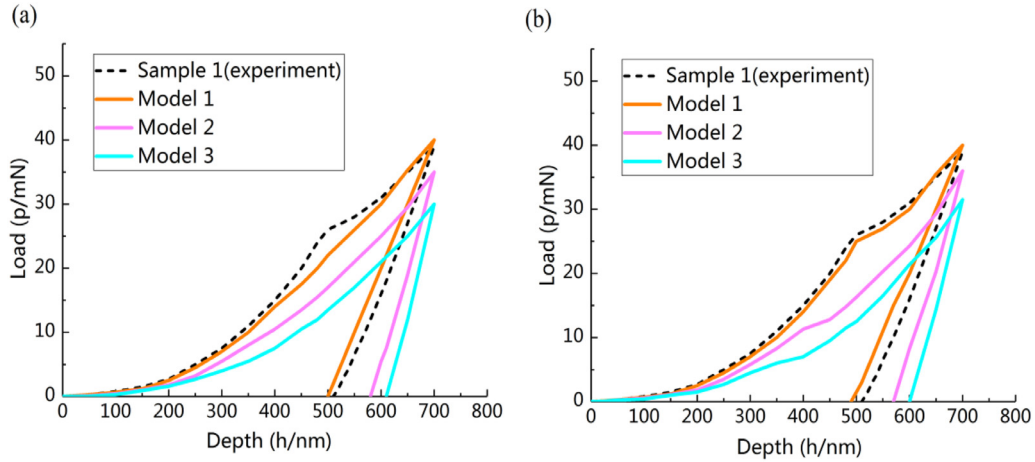 (a)
50
40
30
20
10
0
Load (p/mN)
Sample 1(experiment)
Model 1
Model 2
Model 3
0 100 200 300 400 500 600 700 800
Depth (h/nm)
(b)
50
40
30
20
10
0
Load (p/mN)
Sample 1(experiment)
Model 1
Model 2
Model 3
0 100 200 300 400 500 600 700 800
Depth (h/nm)